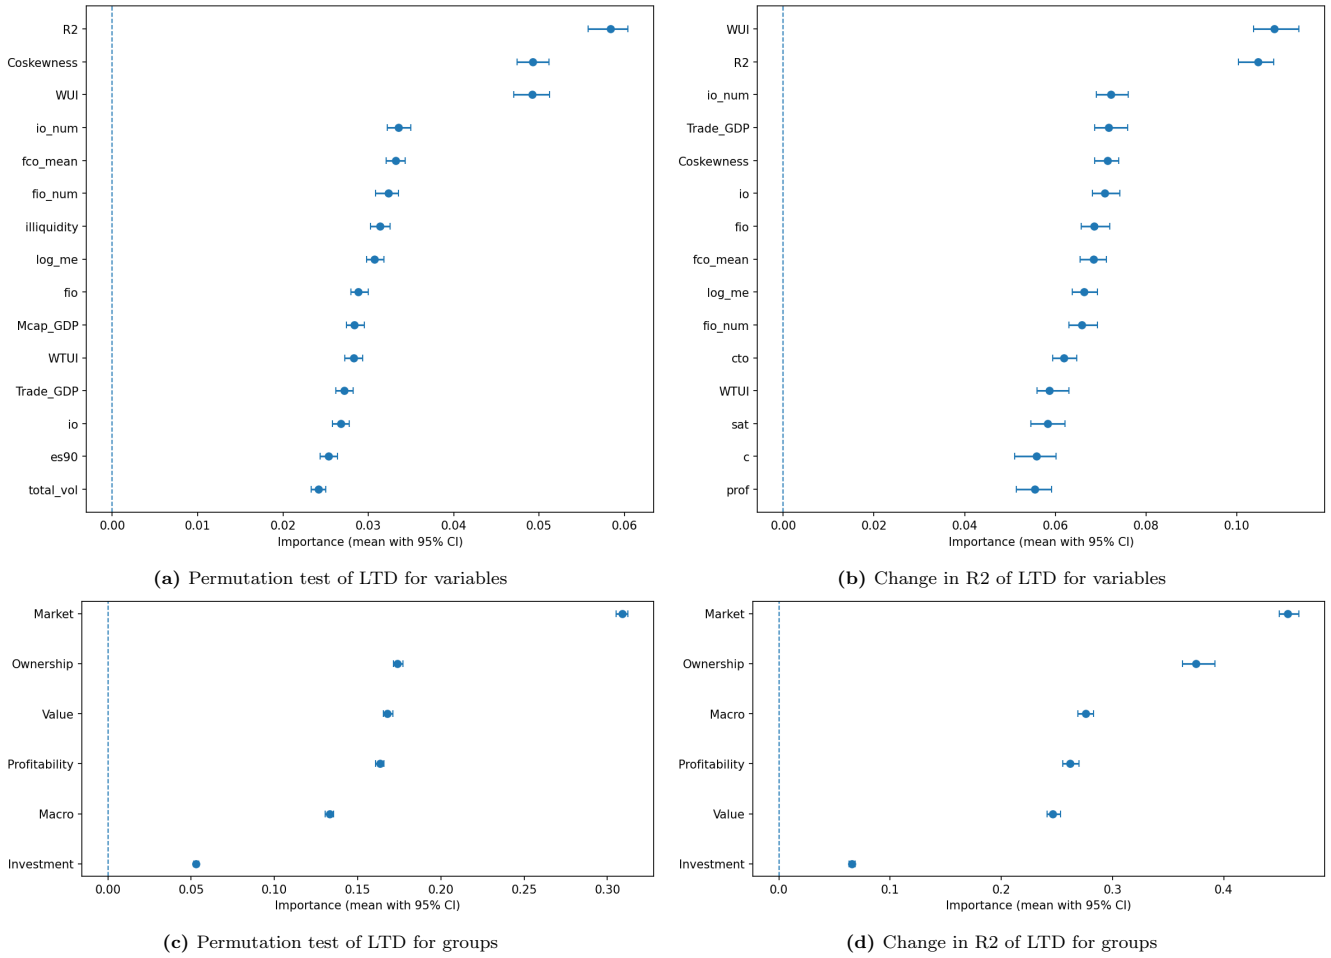 R2
Coskewness
WUI
io_num
fco_mean
fio_num
illiquidity
log_me
fio
Mcap_GDP
WTUI
Trade_GDP
io
es90
total_vol
0.00 0.01 0.02 0.03 0.04 0.05 0.06
Importance (mean with 95% CI)
(a) Permutation test of LTD for variables
WUI
R2
io_num
Trade_GDP
Coskewness
io
fio
fco_mean
log_me
fio_num
cto
WTUI
sat
c
prof
0.00 0.02 0.04 0.06 0.08 0.10
Importance (mean with 95% CI)
(b) Change in R2 of LTD for variables
Market
Ownership
Value
Profitability
Macro
Investment
0.00 0.05 0.10 0.15 0.20 0.25 0.30
Importance (mean with 95% CI)
(c) Permutation test of LTD for groups
Market
Ownership
Macro
Profitability
Value
Investment
0.0 0.1 0.2 0.3 0.4
Importance (mean with 95% CI)
(d) Change in R2 of LTD for groups